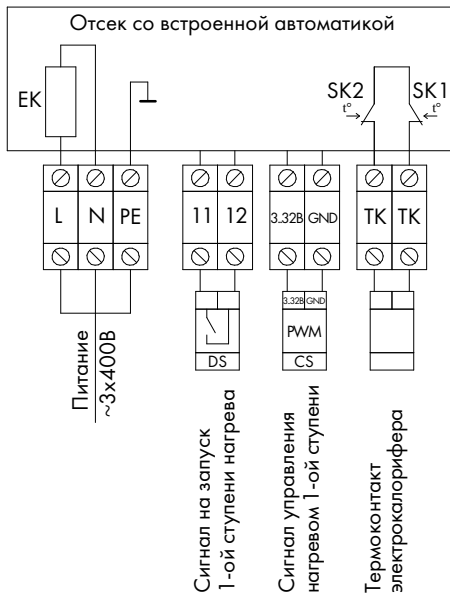 Отсек со встроенной автоматикой
EK
SK2
t°
SK1
t°
L
N
PE
11
12
3..32В
GND
TK
TK
3.32В
GND
PWM
DS
CS
Питание
~3x400В
Сигнал на запуск
1-ой ступени нагрева
Сигнал управления
нагревом 1-ой ступени
Термоконтакт
электрокалорифера